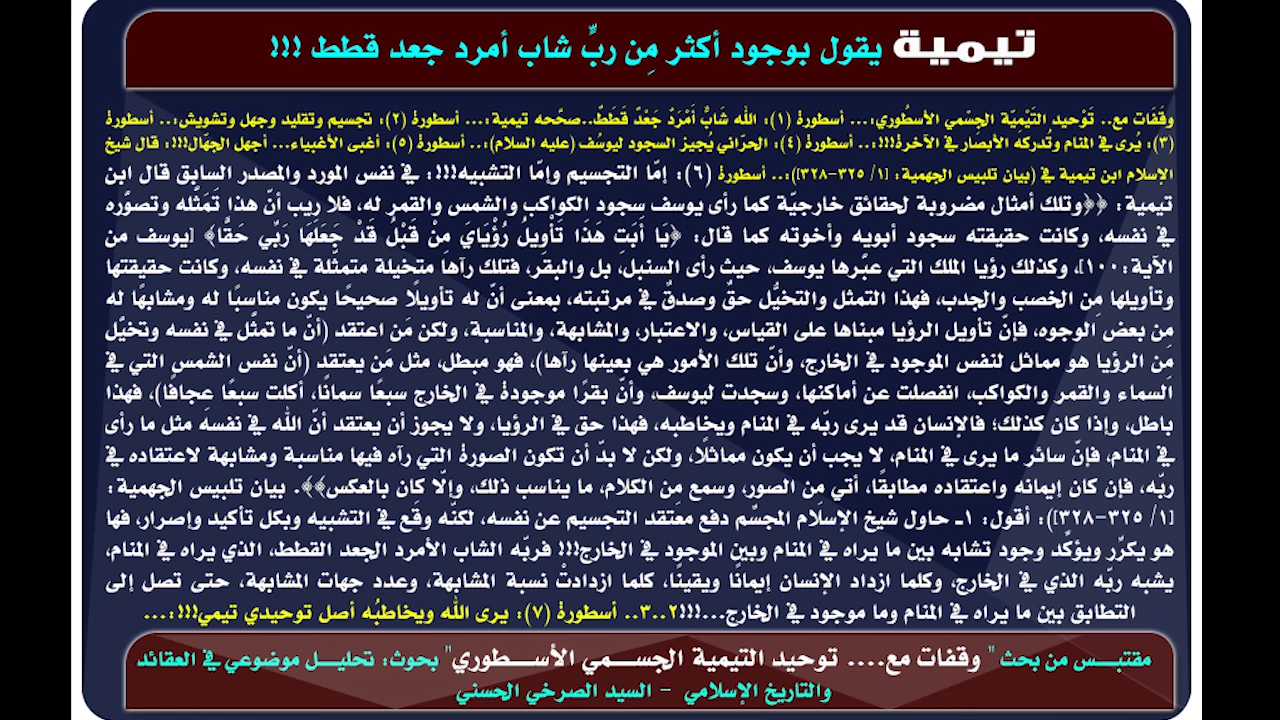 تيمية يقول بوجود أكثر مِن ربٍّ شاب أمرد جعد قطط !!!
وقَفَات مع.. تَوْحيد التَيْمِيّة الجِسْمي الأسطُوري:... أسطورة (١): الله شَابٌّ أَمْرَدٌ جَعْدٌ قَطَطٌ..صحَّحه تيمية:... أسطورة (٢): تجسيم وتقليد وجهل وتشويش:.. أسطورة
(٣): يُرى في المنام وتُدركه الأبصار في الآخرة!!!:.. أسطورة (٤): الحرّاني يُجيز السجود ليوسُف (عليه السلام):.. أسطورة (٥): أغبى الأغبياء... أجهل الجهّال!!!: قال شيخ
الإسلام ابن تيمية في (بيان تلبيس الجهمية: [١/ ٣٢٥-٣٢٨]):.. أسطورة (٦): إمّا التجسيم وإمّا التشبيه!!!: في نفس المورد والمصدر السابق قال ابن
تيمية: {{وتلك أمثال مضروبة لحقائق خارجيّة كما رأى يوسف سجود الكواكب والشمس والقمر له، فلا ريب أنّ هذا تَمَثّله وتصوّره
في نفسه، وكانت حقيقته سجود أبويه وأخوته كما قال: {يَا أَبَتِ هَذَا تَأْوِيلُ رُؤْيَايَ مِنْ قَبْلُ قَدْ جَعَلَهَا رَبِّي حَقًّا} [يوسف من
الآية:١٠٠]، وكذلك رؤيا الملك التي عبّرها يوسف، حيث رأى السنبل، بل والبقر، فتلك رآها متخيلة متمثّلة في نفسه، وكانت حقيقتها
وتأويلها مِن الخصب والجدب، فهذا التمثل والتخيُّل حقٌ وصدقٌ في مرتبته، بمعنى أنّ له تأويلًا صحيحًا يكون مناسبًا له ومشابهًا له
مِن بعض الوجوه، فإنّ تأويل الرؤيا مبناها على القياس، والاعتبار، والمشابهة، والمناسبة، ولكن مَن اعتقد (أنّ ما تمثّل في نفسه وتخيّل
مِن الرؤيا هو مماثل لنفس الموجود في الخارج، وأنّ تلك الأمور هي بعينها رآها)، فهو مبطل، مثل مَن يعتقد (أنّ نفس الشمس التي في
السماء والقمر والكواكب، انفصلت عن أماكنها، وسجدت ليوسف، وأنّ بقرًا موجودة في الخارج سبعًا سمانًا، أكلت سبعًا عجافًا)، فهذا
باطل، وإذا كان كذلك؛ فالإنسان قد يرى ربّه في المنام ويخاطبه، فهذا حق في الرؤيا، ولا يجوز أن يعتقد أنّ الله في نفسه مثل ما رأى
في المنام، فإنّ سائر ما يرى في المنام، لا يجب أن يكون مماثلًا، ولكن لا بدّ أن تكون الصورة التي رآه فيها مناسبة ومشابهة لاعتقاده في
ربّه، فإن كان إيمانه واعتقاده مطابقًا، أتي من الصور، وسمع من الكلام، ما يناسب ذلك، وإلّا كان بالعكس}}. بيان تلبيس الجهمية:
[١/ ٣٢٥-٣٢٨]): أقول: ١ـ حاول شيخ الإسلام المجسِّم دفع معتقد التجسيم عن نفسه، لكنّه وقع في التشبيه وبكل تأكيد وإصرار، فها
هو يكرِّر ويؤكِّد وجود تشابه بين ما يراه في المنام وبين الموجود في الخارج!!! فربّه الشاب الأمرد الجعد القطط، الذي يراه في المنام،
يشبه ربّه الذي في الخارج، وكلما ازداد الإنسان إيمانًا ويقينًا، كلما ازدادتْ نسبة المشابهة، وعدد جهات المشابهة، حتى تصل إلى
التطابق بين ما يراه في المنام وما موجود في الخارج...!!!٢..٣.. أسطورة (٧): يرى الله ويخاطبُه أصل توحيدي تيمي!!!:...
مقتبس من بحث " وقفات مع.... توحيد التيمية الجسمي الأسطوري" بحوث: تحليل موضوعي في العقائد
والتاريخ الإسلامي - السيد الصرخي الحسني